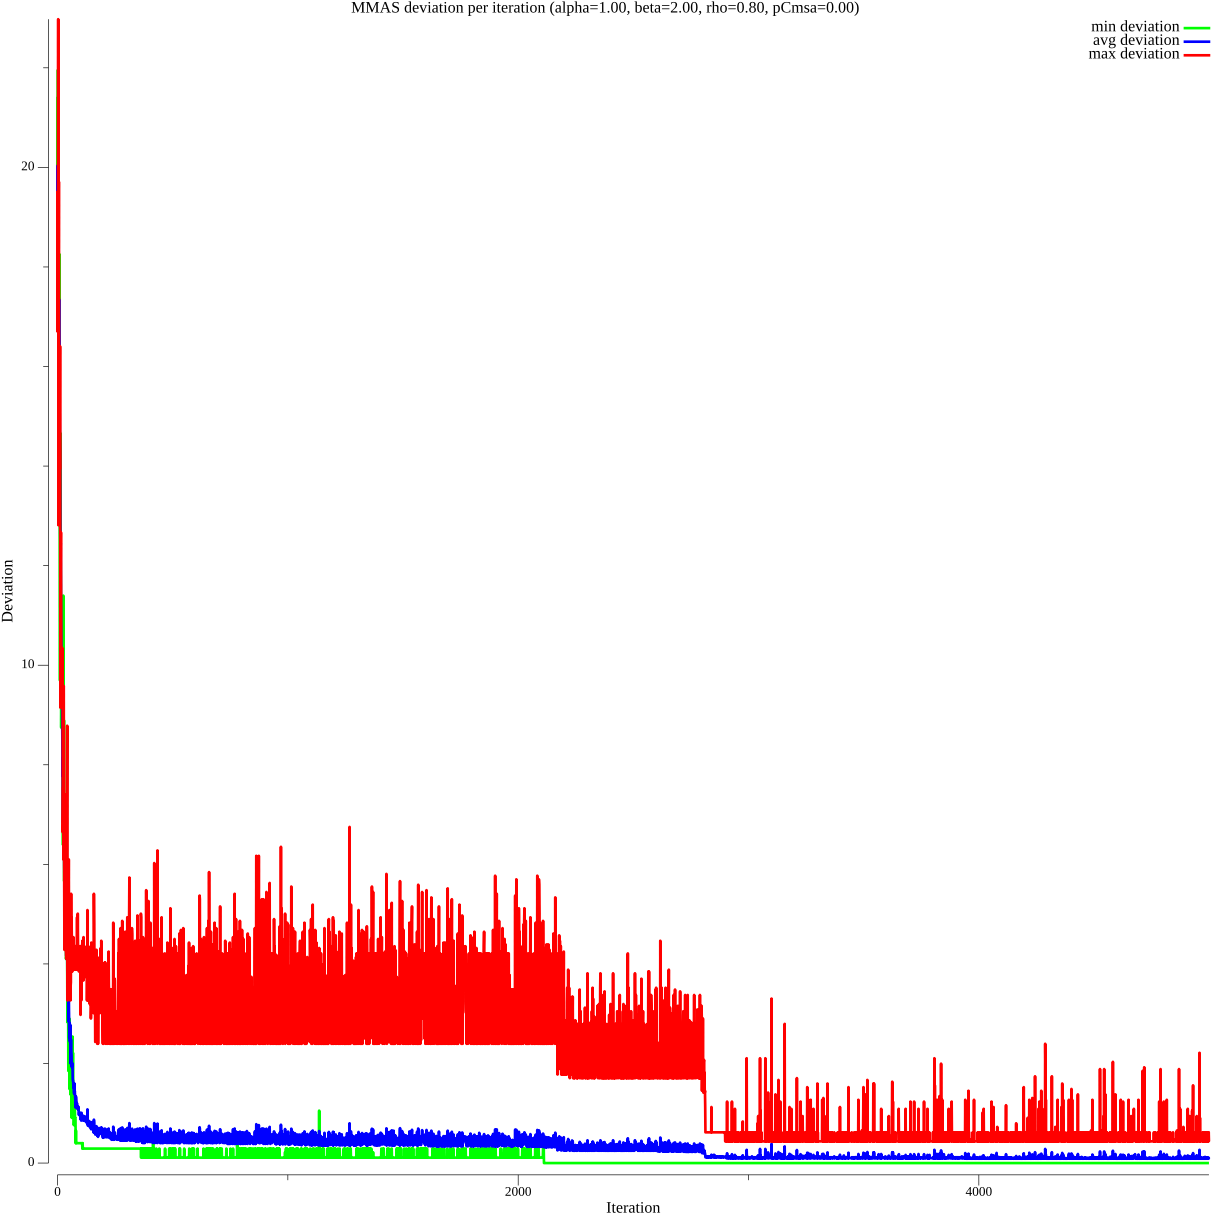 MMAS deviation per iteration (alpha=1.00, beta=2.00, rho=0.80, pCmsa=0.00)
min deviation
avg deviation
max deviation
20
10
0
Deviation
0
2000
4000
Iteration